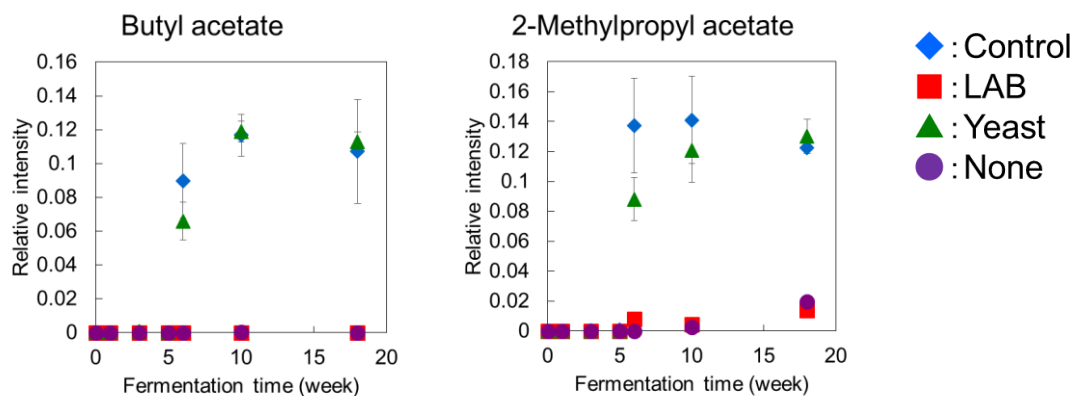 Butyl acetate
0.16
0.14
0.12
0.1
0.08
0.06
0.04
0.02
0
Relative intensity
0 5 10 15 20
Fermentation time (week)
2-Methylpropyl acetate
0.18
0.16
0.14
0.12
0.1
0.08
0.06
0.04
0.02
0
Relative intensity
0 5 10 15 20
Fermentation time (week)
: Control
: LAB
: Yeast
: None